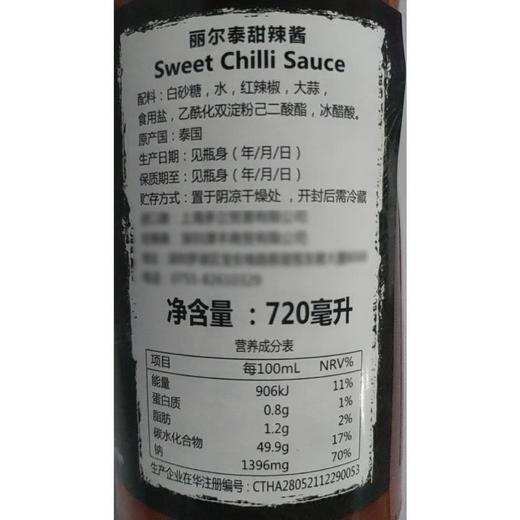 丽尔泰甜辣酱
Sweet Chilli Sauce
配料：白砂糖，水，红辣椒，大蒜，
食用盐，乙酰化双淀粉己二酸酯，冰醋酸。
原产国：泰国
生产日期：见瓶身（年/月/日）
保质期至：见瓶身（年/月/日）
贮存方式：置于阴凉干燥处，开封后需冷藏
净含量：720毫升
营养成分表
项目 每100mL NRV%
能量 906kJ 11%
蛋白质 0.8g 1%
脂肪 1.2g 2%
碳水化合物 49.9g 17%
钠 1396mg 70%
生产企业在华注册编号：CTHA28052112290053